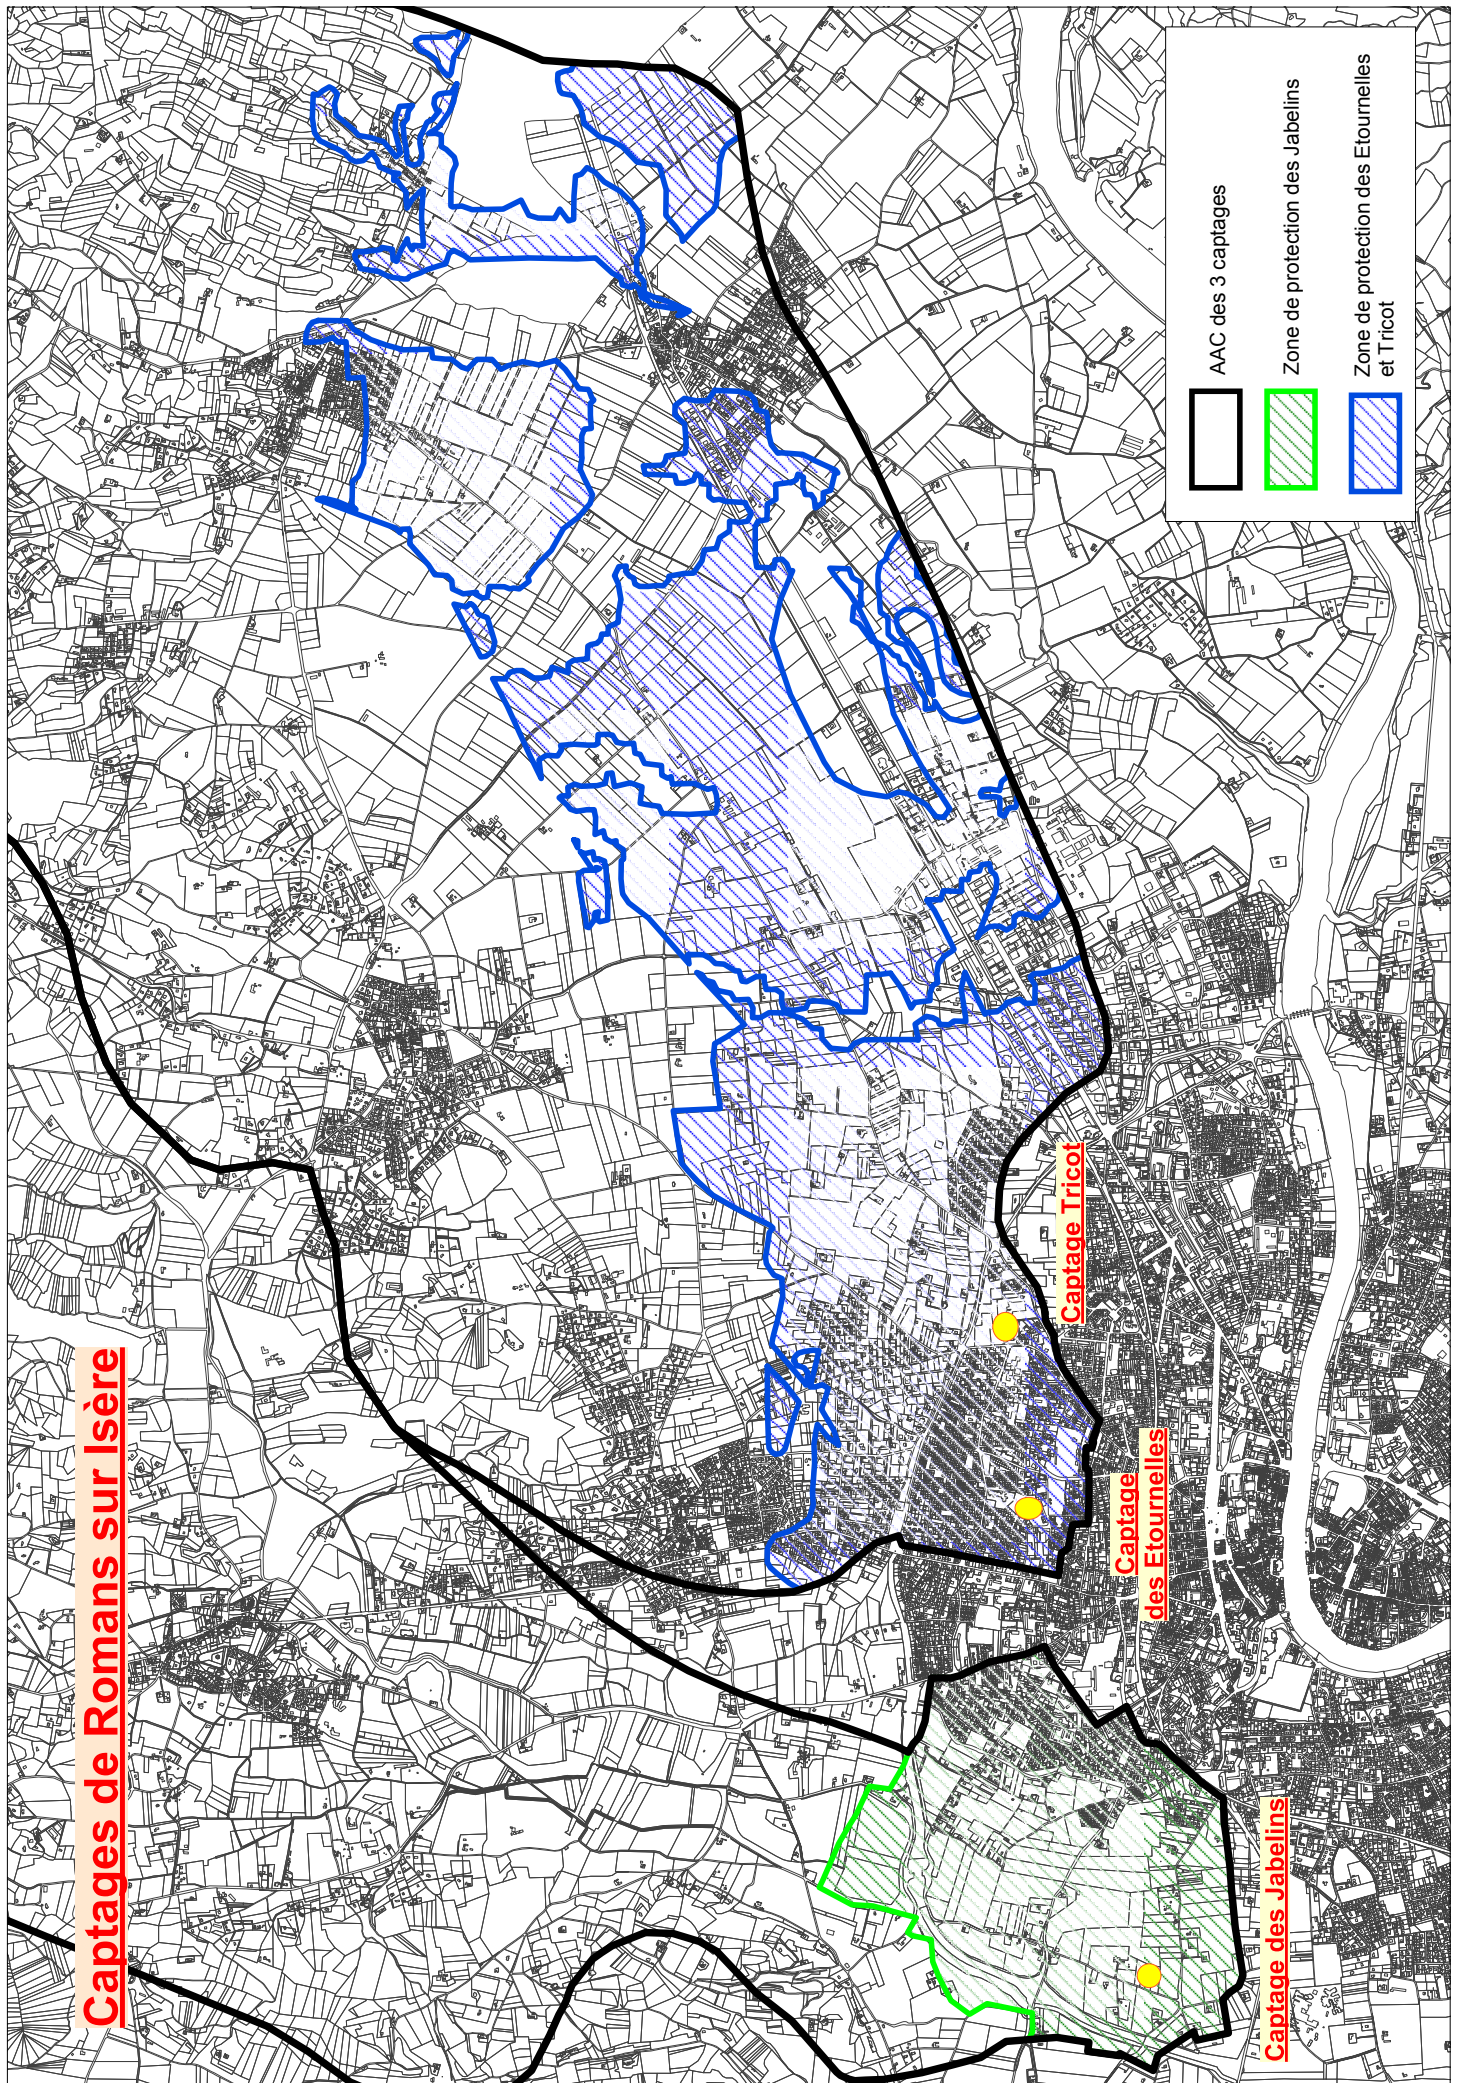 Captages de Romans sur Isère
AAC des 3 captages
Zone de protection des Jabelins
Zone de protection des Etournelles
et Tricot
Captage des Jabelins
Captage
des Etournelles
Captage Tricot